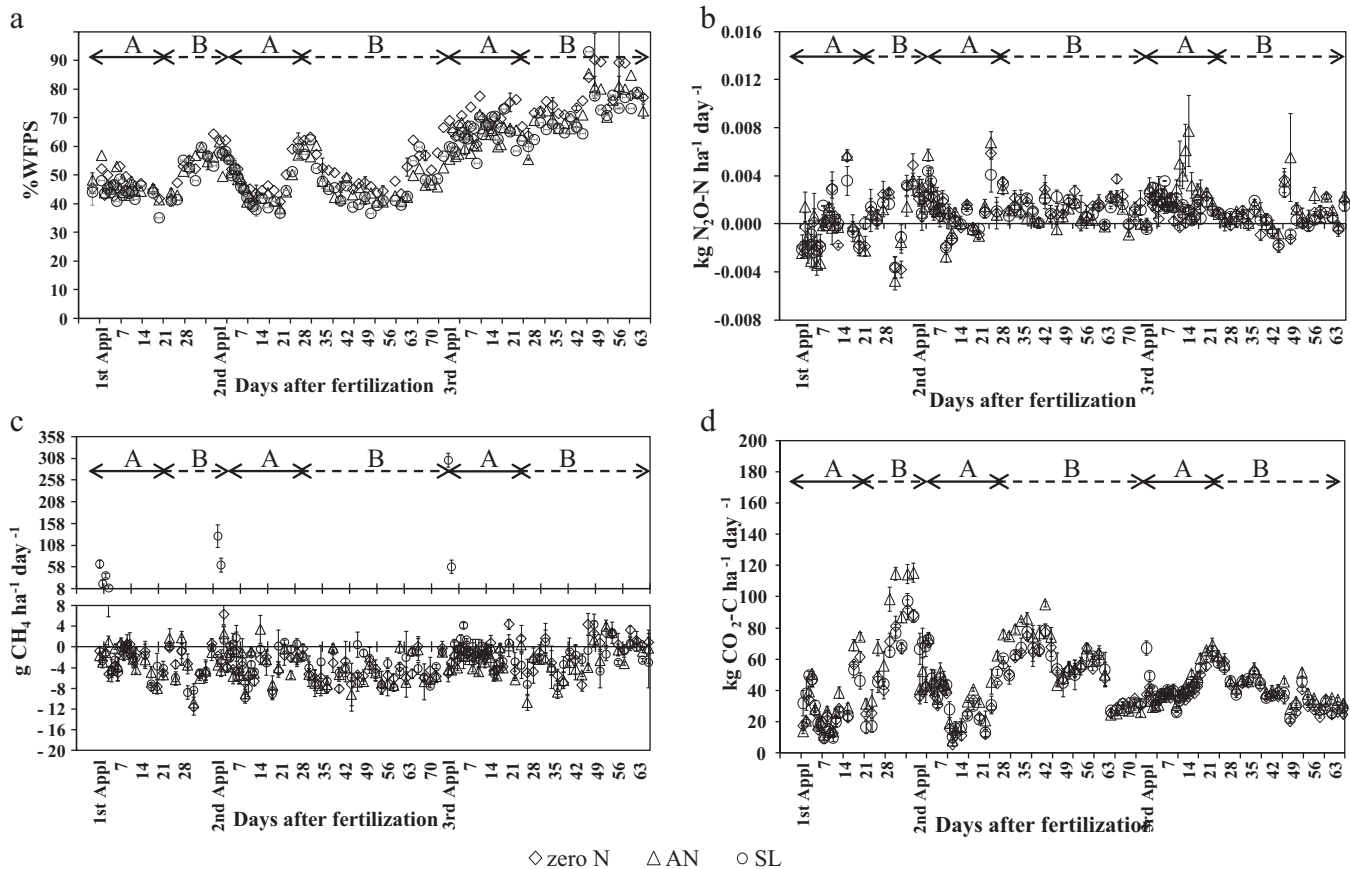 a
A B A B A B
%WFPS
90
80
70
60
50
40
30
20
10
0
1st Appl 7 14 21 28 2nd Appl 7 14 21 28 35 42 49 56 63 70 3rd Appl 7 14 21 28 35 42 49 56 63
Days after fertilization
b
A B A B A B
kg N2O-N ha-1 day -1
0.016
0.012
0.008
0.004
0.000
-0.004
-0.008
1st Appl 7 14 21 28 2nd Appl 7 14 21 28 35 42 49 56 63 70 3rd Appl 7 14 21 28 35 42 49 56 63
Days after fertilization
c
A B A B A B
g CH4 ha-1 day -1
358
308
258
208
158
108
58
8
8
4
0
- 4
- 8
- 12
- 16
- 20
1st Appl 7 14 21 28 2nd Appl 7 14 21 28 35 42 49 56 63 70 3rd Appl 7 14 21 28 35 42 49 56 63
Days after fertilization
d
A B A B A B
kg CO 2-C ha-1 day -1
200
180
160
140
120
100
80
60
40
20
0
1st Appl 7 14 21 28 2nd Appl 7 14 21 28 35 42 49 56 63 70 3rd Appl 7 14 21 28 35 42 49 56 63
Days after fertilization
zero N AN SL